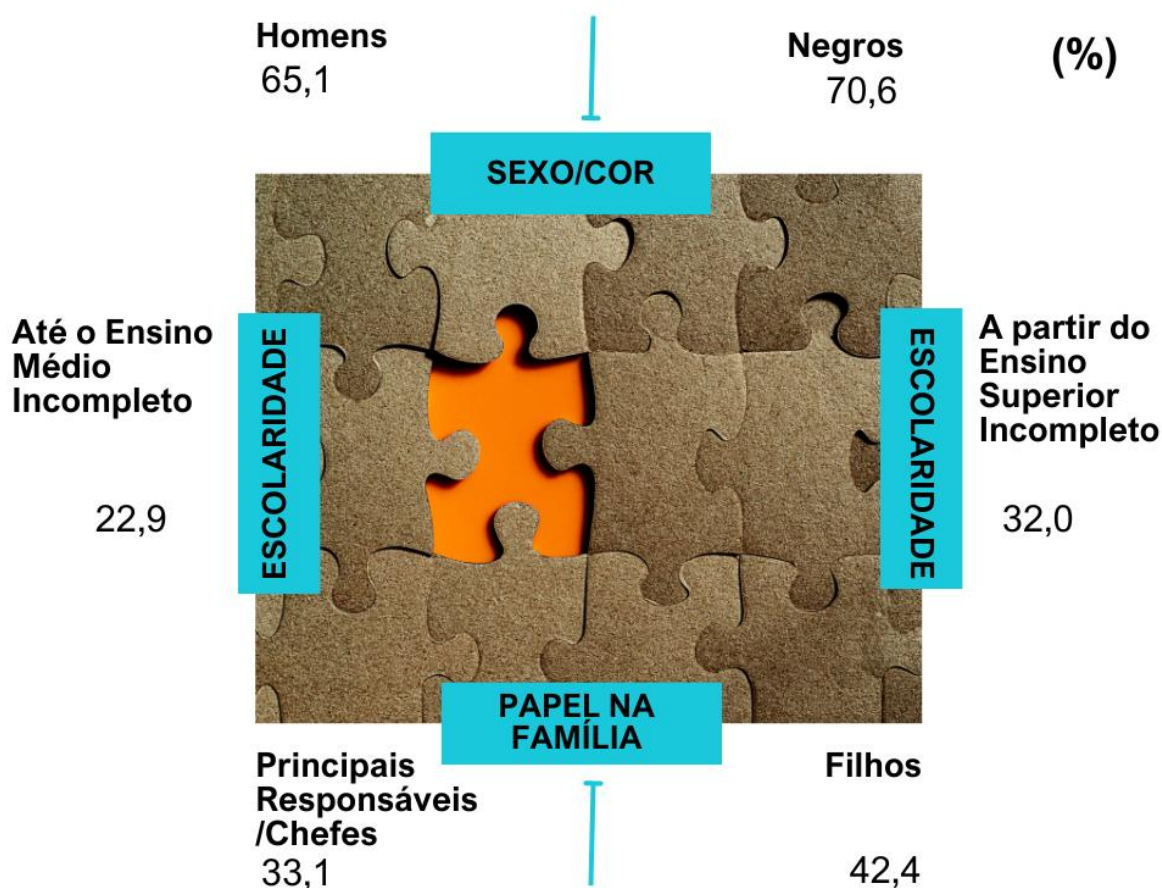 Homens
65,1
Negros
70,6
(%)
SEXO/COR
Até o Ensino
Médio
Incompleto
22,9
ESCOLARIDADE
ESCOLARIDADE
A partir do
Ensino
Superior
Incompleto
32,0
PAPEL NA
FAMÍLIA
Principais
Responsáveis
/Chefes
33,1
Filhos
42,4